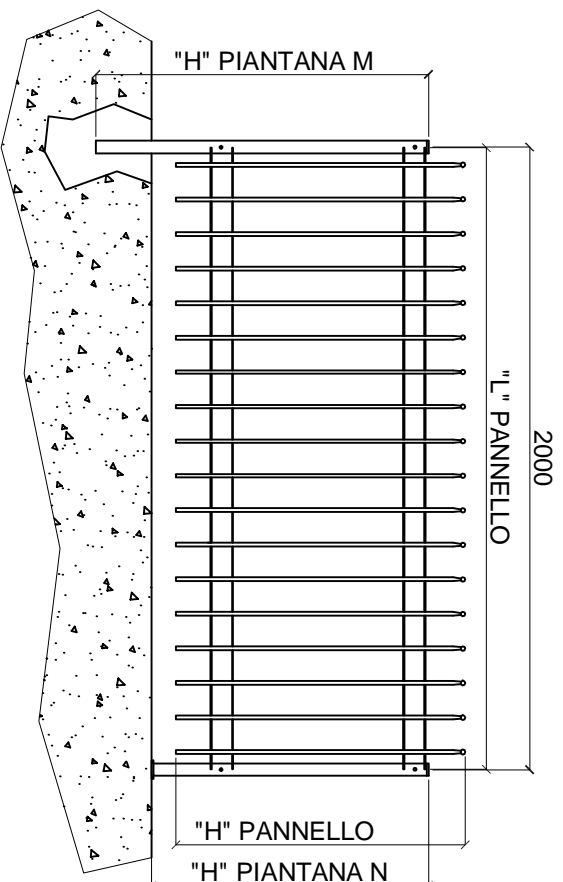 "H" PIANTANA M
2000
"L" PANNELLO
"H" PANNELLO
"H" PIANTANA N